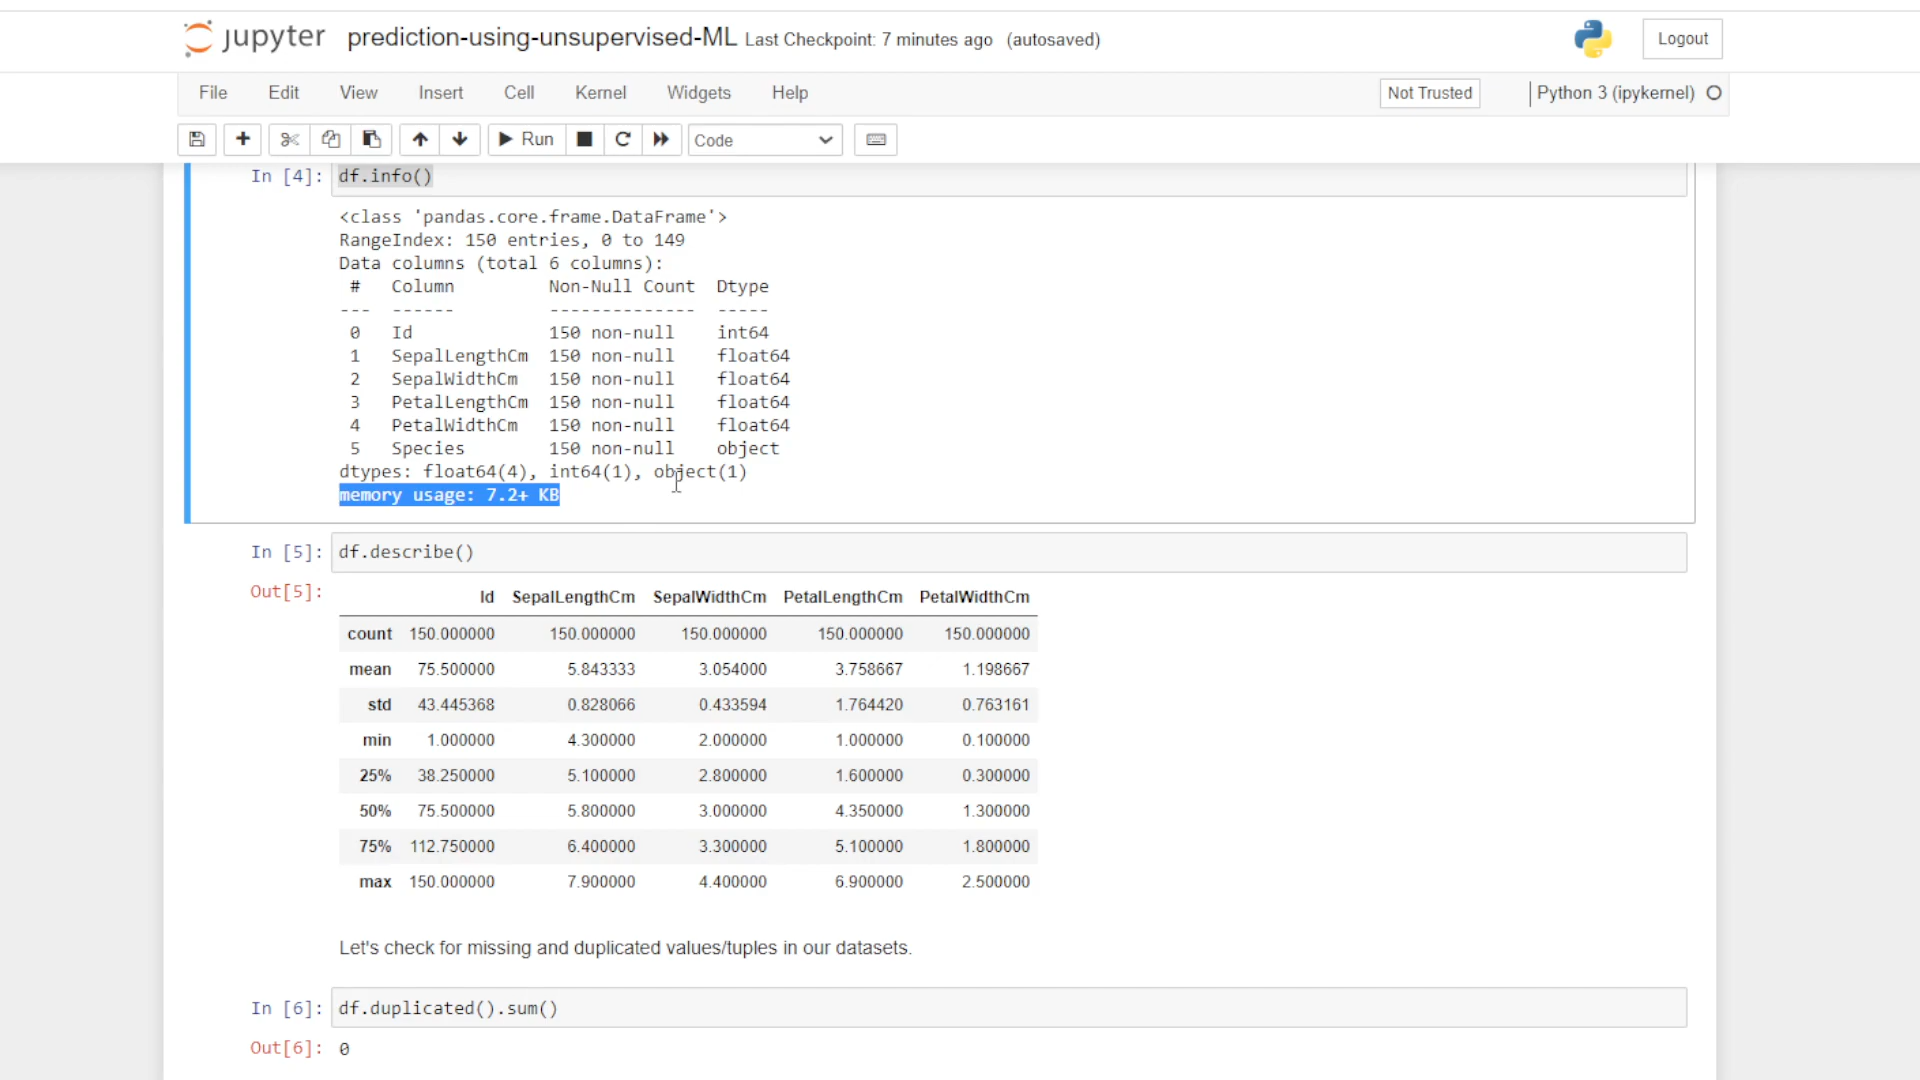 jupyter prediction-using-unsupervised-ML Last Checkpoint: 7 minutes ago (autosaved) Logout
File Edit View Insert Cell Kernel Widgets Help Not Trusted Python 3 (ipykernel)
Run Code
In [4]: df.info()
<class 'pandas.core.frame.DataFrame'>
RangeIndex: 150 entries, 0 to 149
Data columns (total 6 columns):
# Column Non-Null Count Dtype
--- ------ -------------- -----
0 Id 150 non-null int64
1 SepalLengthCm 150 non-null float64
2 SepalWidthCm 150 non-null float64
3 PetalLengthCm 150 non-null float64
4 PetalWidthCm 150 non-null float64
5 Species 150 non-null object
dtypes: float64(4), int64(1), object(1)
memory usage: 7.2+ KB
In [5]: df.describe()
Out[5]:
Id SepalLengthCm SepalWidthCm PetalLengthCm PetalWidthCm
count 150.000000 150.000000 150.000000 150.000000 150.000000
mean 75.500000 5.843333 3.054000 3.758667 1.198667
std 43.445368 0.828066 0.433594 1.764420 0.763161
min 1.000000 4.300000 2.000000 1.000000 0.100000
25% 38.250000 5.100000 2.800000 1.600000 0.300000
50% 75.500000 5.800000 3.000000 4.350000 1.300000
75% 112.750000 6.400000 3.300000 5.100000 1.800000
max 150.000000 7.900000 4.400000 6.900000 2.500000
Let's check for missing and duplicated values/tuples in our datasets.
In [6]: df.duplicated().sum()
Out[6]: 0